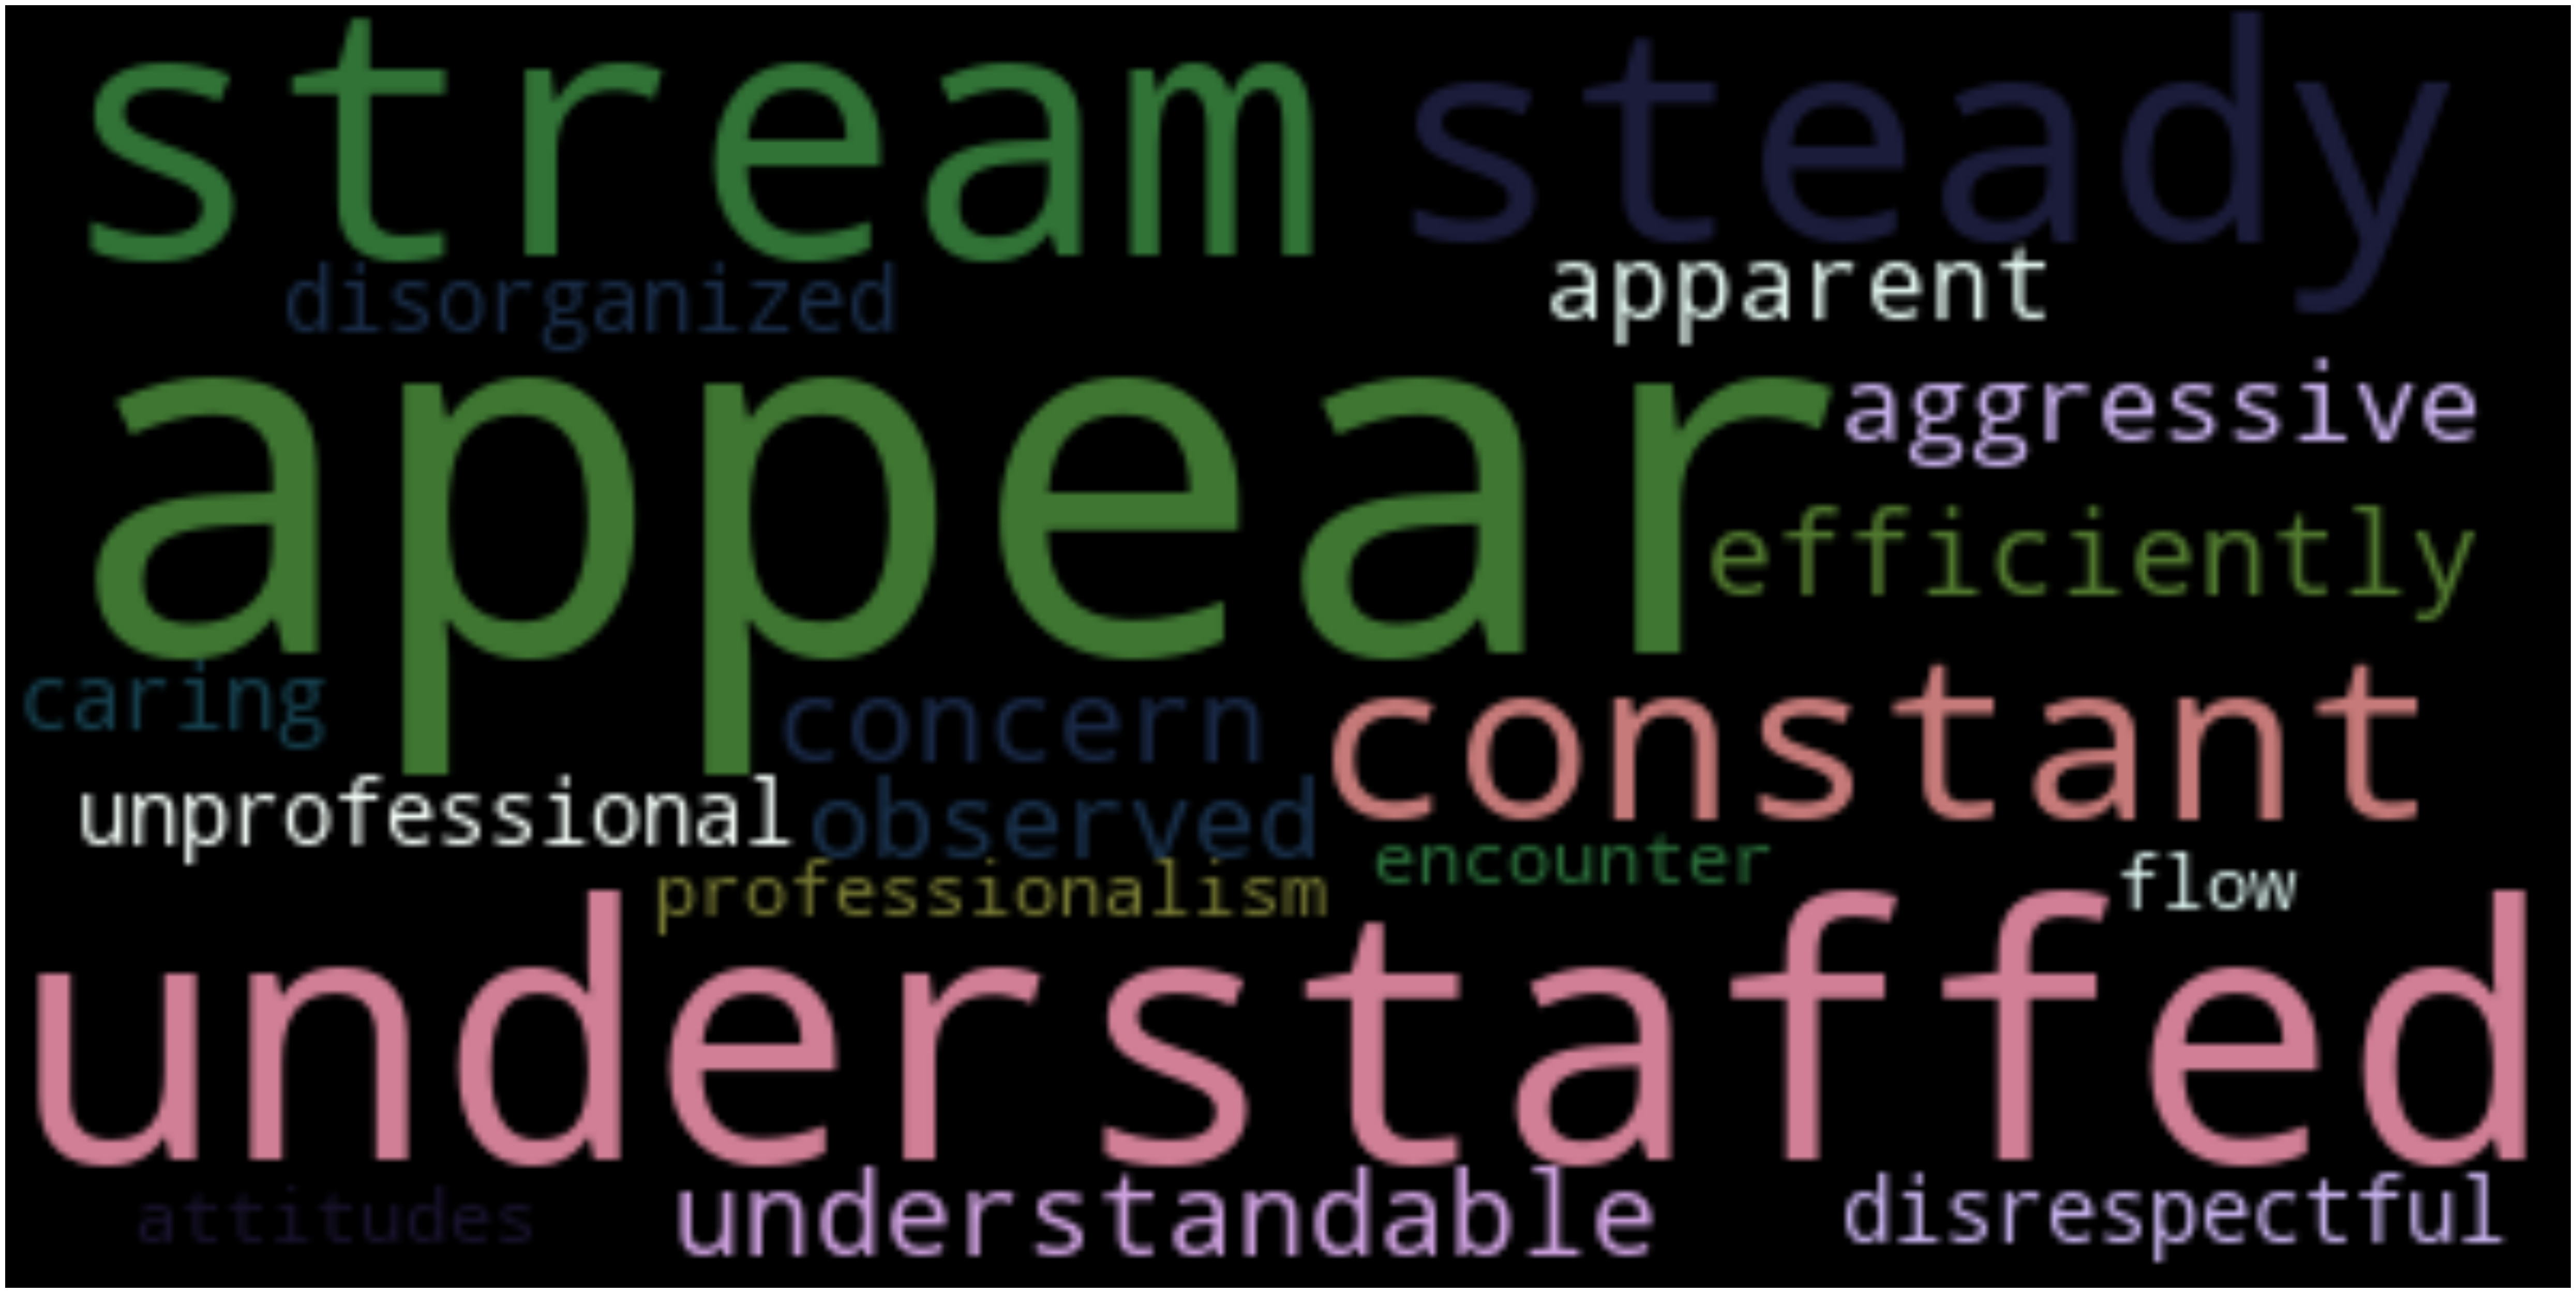 stream steady
disorganized apparent
appear aggressive
efficiently
caring concern constant
unprofessional observed
professionalism encounter flow
understaffed
attitudes understandable disrespectful